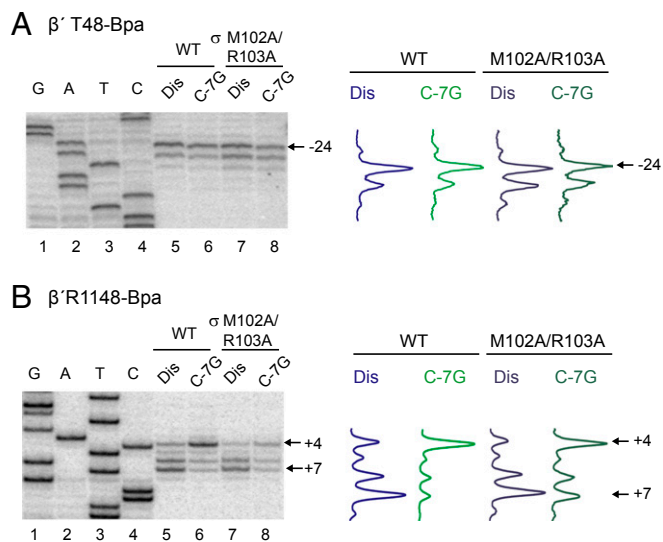 A β´ T48-Bpa
WT σ M102A/R103A
G A T C Dis C-7G Dis C-7G
-24
1 2 3 4 5 6 7 8
WT M102A/R103A
Dis C-7G Dis C-7G
-24
B β´R1148-Bpa
WT σ M102A/R103A
G A T C Dis C-7G Dis C-7G
+4
+7
1 2 3 4 5 6 7 8
WT M102A/R103A
Dis C-7G Dis C-7G
+4
+7